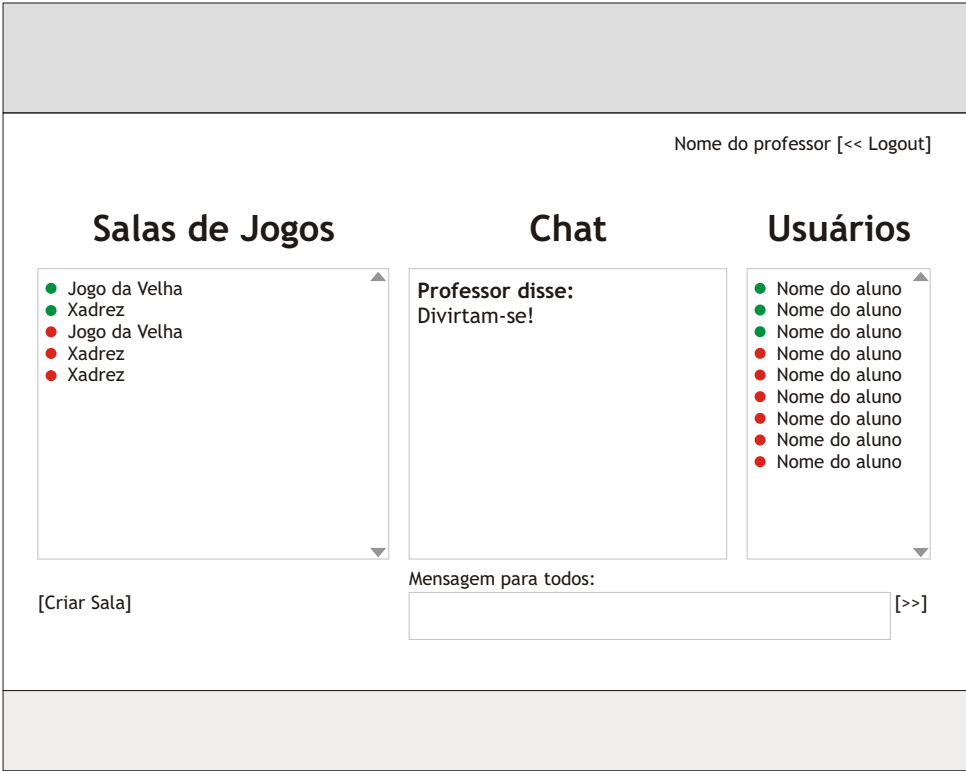 Nome do professor [<< Logout]
Salas de Jogos
Jogo da Velha
Xadrez
Jogo da Velha
Xadrez
Xadrez
[Criar Sala]
Chat
Professor disse:
Divirtam-se!
Mensagem para todos:
[>>]
Usuários
Nome do aluno
Nome do aluno
Nome do aluno
Nome do aluno
Nome do aluno
Nome do aluno
Nome do aluno
Nome do aluno
Nome do aluno